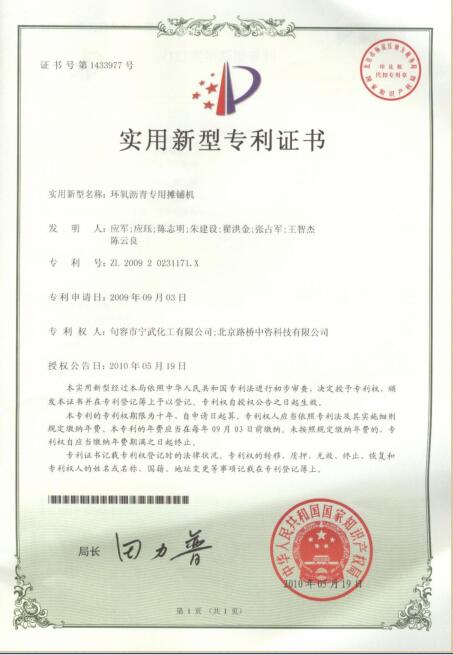 证书号第1433977号
印花税
代扣专用章
实用新型专利证书
实用新型名称：环氧沥青专用摊铺机
发 明 人：应军;应珏;陈志明;朱建设;翟洪金;张占军;王智杰
陈云良
专 利 号：ZL 2009 2 0231171.X
专利申请日：2009年09月03日
专 利 权 人：句容市宁武化工有限公司;北京路桥中咨科技有限公司
授权公告日：2010年05月19日
本实用新型经过本局依照中华人民共和国专利法进行初步审查，决定授予专利权，颁
发本证书并在专利登记簿上予以登记。专利权自授权公告之日起生效。
本专利的专利权期限为十年，自申请日起算。专利权人应当依照专利法及其实施细则
规定缴纳年费。本专利的年费应当在每年09月03日前缴纳。未按照规定缴纳年费的，专
利权自应当缴纳年费期满之日起终止。
专利证书记载专利权登记时的法律状况。专利权的转移、质押、无效、终止、恢复和
专利权人的姓名或名称、国籍、地址变更等事项记载在专利登记簿上。
局长 田力普
中华人民共和国国家知识产权局
2010年05月19日
第1页（共1页）